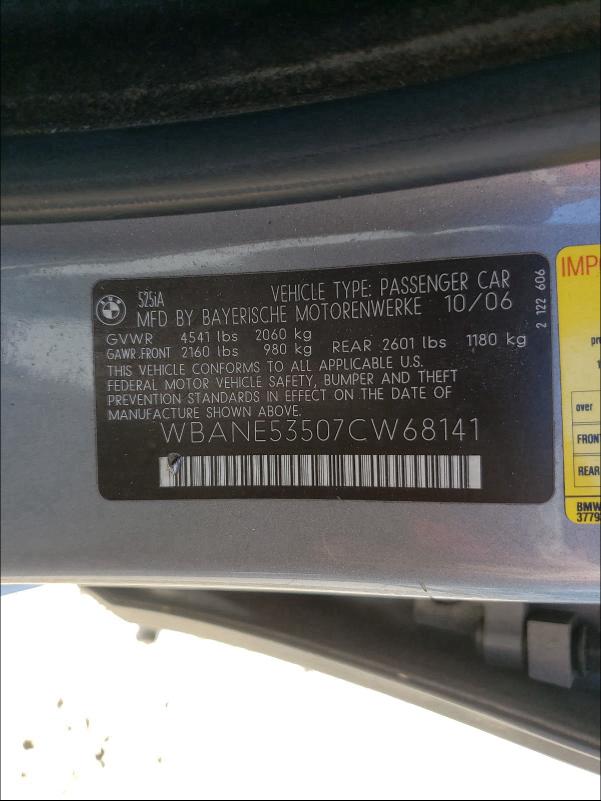 BMW
525iA VEHICLE TYPE: PASSENGER CAR
MFD BY BAYERISCHE MOTORENWERKE 10/06
GVWR 4541 lbs 2060 kg
GAWR.FRONT 2160 lbs 980 kg REAR 2601 lbs 1180 kg
THIS VEHICLE CONFORMS TO ALL APPLICABLE U.S.
FEDERAL MOTOR VEHICLE SAFETY, BUMPER AND THEFT
PREVENTION STANDARDS IN EFFECT ON THE DATE OF
MANUFACTURE SHOWN ABOVE.
WBANE53507CW68141
2 122 606
IMP
over
FRONT
REAR
BMW
3779